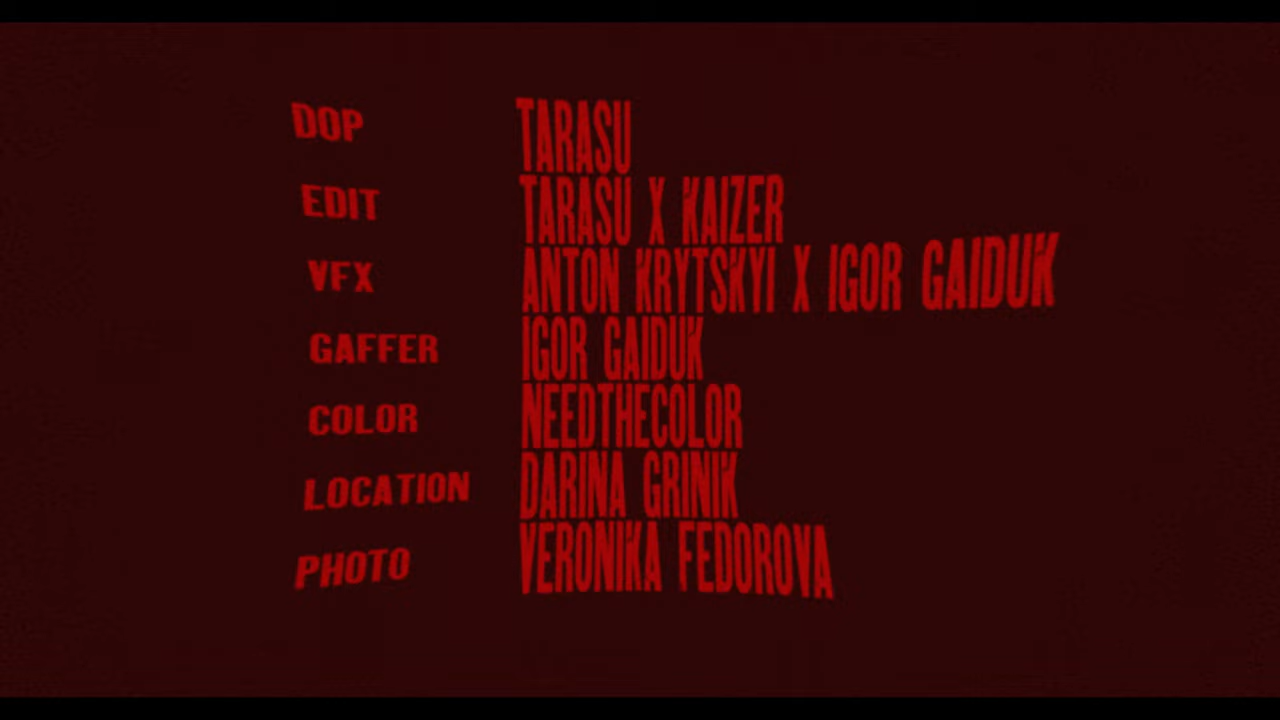 DOP TARASU
EDIT TARASU X KAIZER
VFX ANTON KRYTSKYI X IGOR GAIDUK
GAFFER IGOR GAIDUK
COLOR NEEDTHECOLOR
LOCATION DARINA GRINIK
PHOTO VERONIKA FEDOROVA